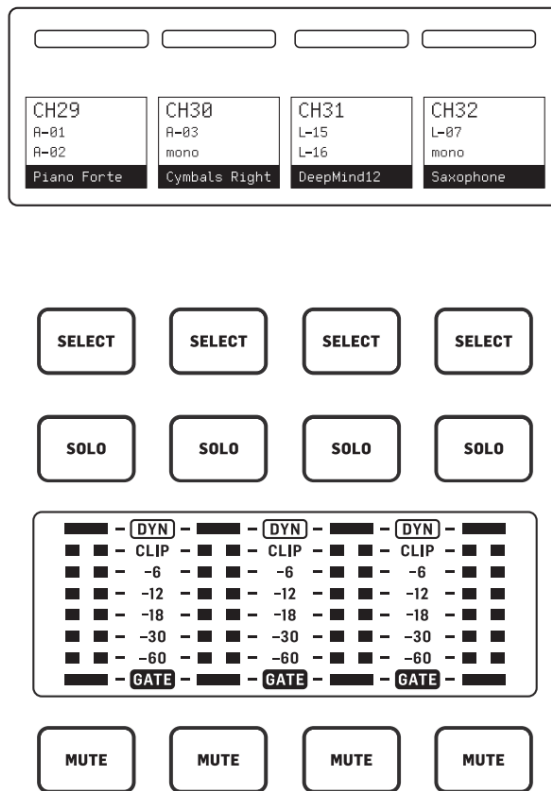 CH29 CH30 CH31 CH32
A-01 A-03 L-15 L-07
A-02 mono L-16 mono
Piano Forte Cymbals Right DeepMind12 Saxophone
SELECT SELECT SELECT SELECT
SOLO SOLO SOLO SOLO
DYN DYN DYN
CLIP CLIP CLIP
-6 -6 -6
-12 -12 -12
-18 -18 -18
-30 -30 -30
-60 -60 -60
GATE GATE GATE
MUTE MUTE MUTE MUTE